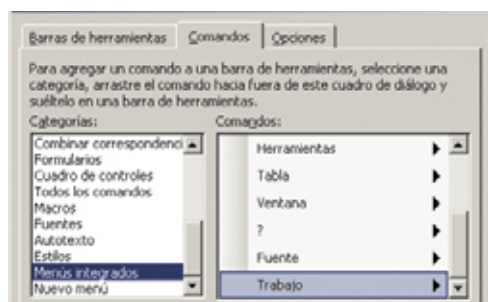 Barras de herramientas Comandos Opciones
Para agregar un comando a una barra de herramientas, seleccione una
categoría, arrastre el comando hacia fuera de este cuadro de diálogo y
suéltelo en una barra de herramientas.
Categorías: Comandos:
Combinar correspondenci
Formularios
Cuadro de controles
Todos los comandos
Macros
Fuentes
Autotexto
Estilos
Menús integrados
Nuevo menú
Herramientas
Tabla
Ventana
?
Fuente
Trabajo